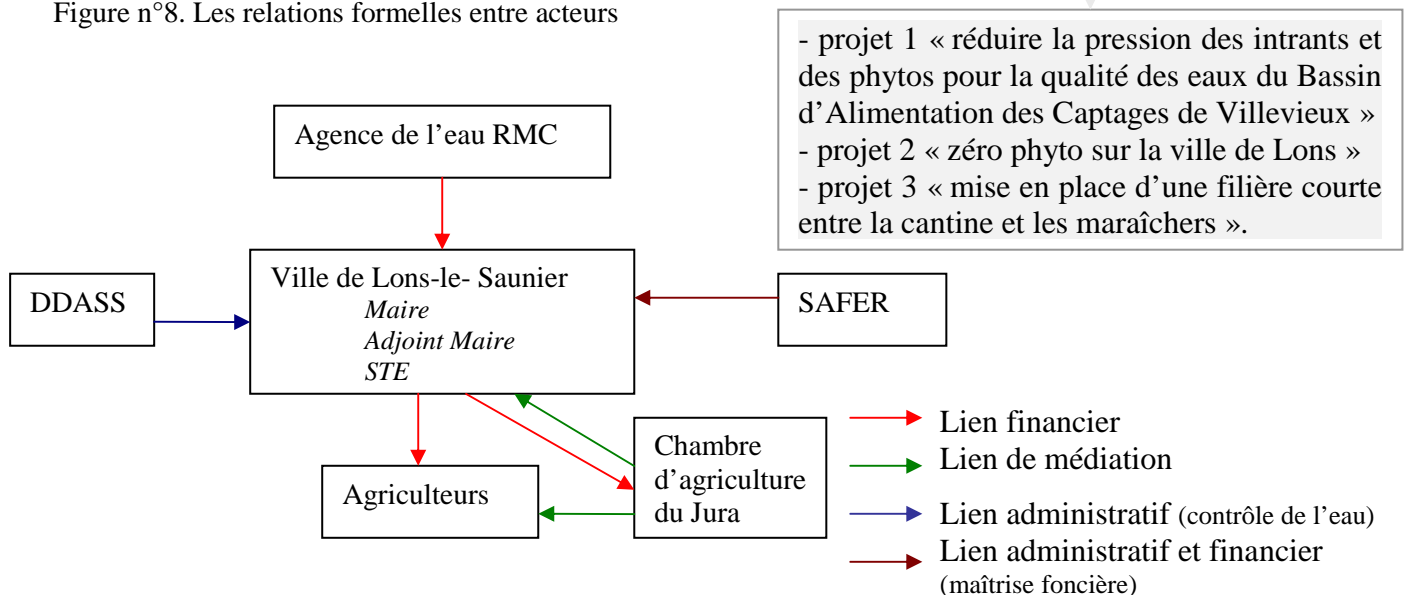 Figure n°8. Les relations formelles entre acteurs
- projet 1 « réduire la pression des intrants et
des phytos pour la qualité des eaux du Bassin
d’Alimentation des Captages de Villevieux »
- projet 2 « zéro phyto sur la ville de Lons »
- projet 3 « mise en place d’une filière courte
entre la cantine et les maraîchers ».
Agence de l’eau RMC
DDASS
Ville de Lons-le- Saunier
Maire
Adjoint Maire
STE
SAFER
Agriculteurs
Chambre
d’agriculture
du Jura
Lien financier
Lien de médiation
Lien administratif (contrôle de l’eau)
Lien administratif et financier
(maîtrise foncière)